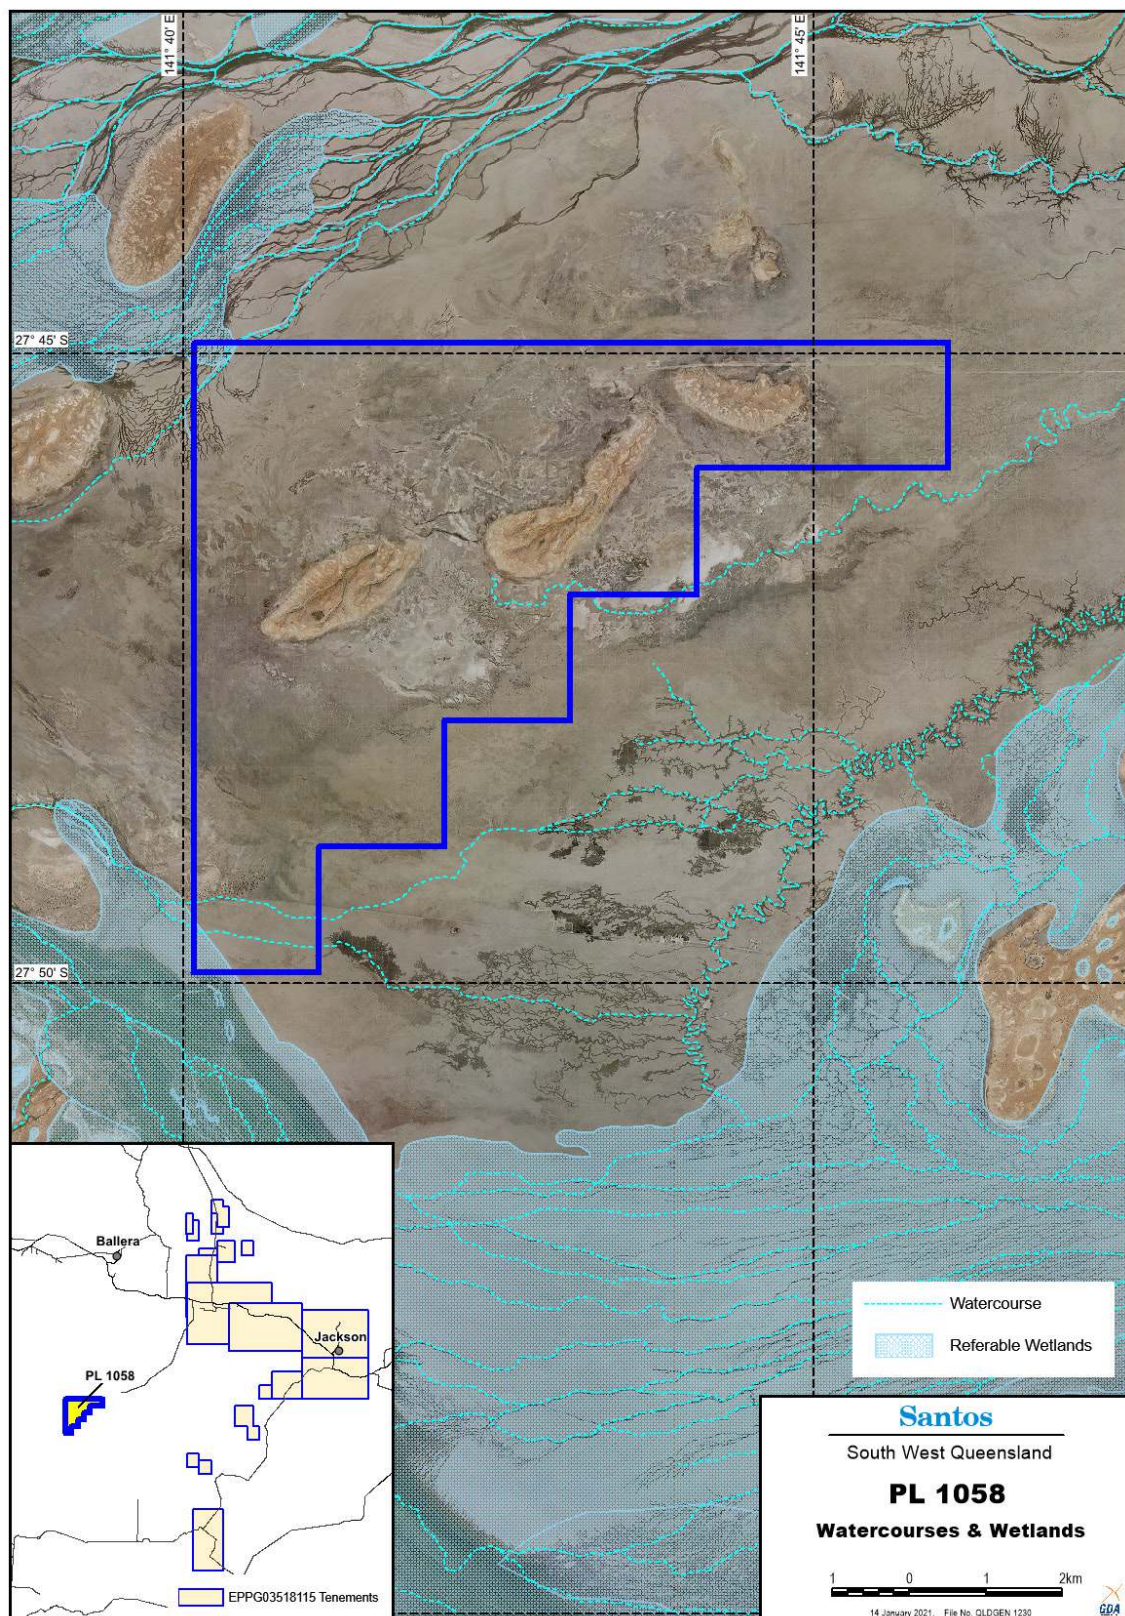 141° 40' E
141° 45' E
27° 45' S
27° 50' S
Ballera
Jackson
PL 1058
EPPG03518115 Tenements
Watercourse
Referable Wetlands
Santos
South West Queensland
PL 1058
Watercourses & Wetlands
1 0 1 2km
14 January 2021. File No. QLDGEN 1230
GDA